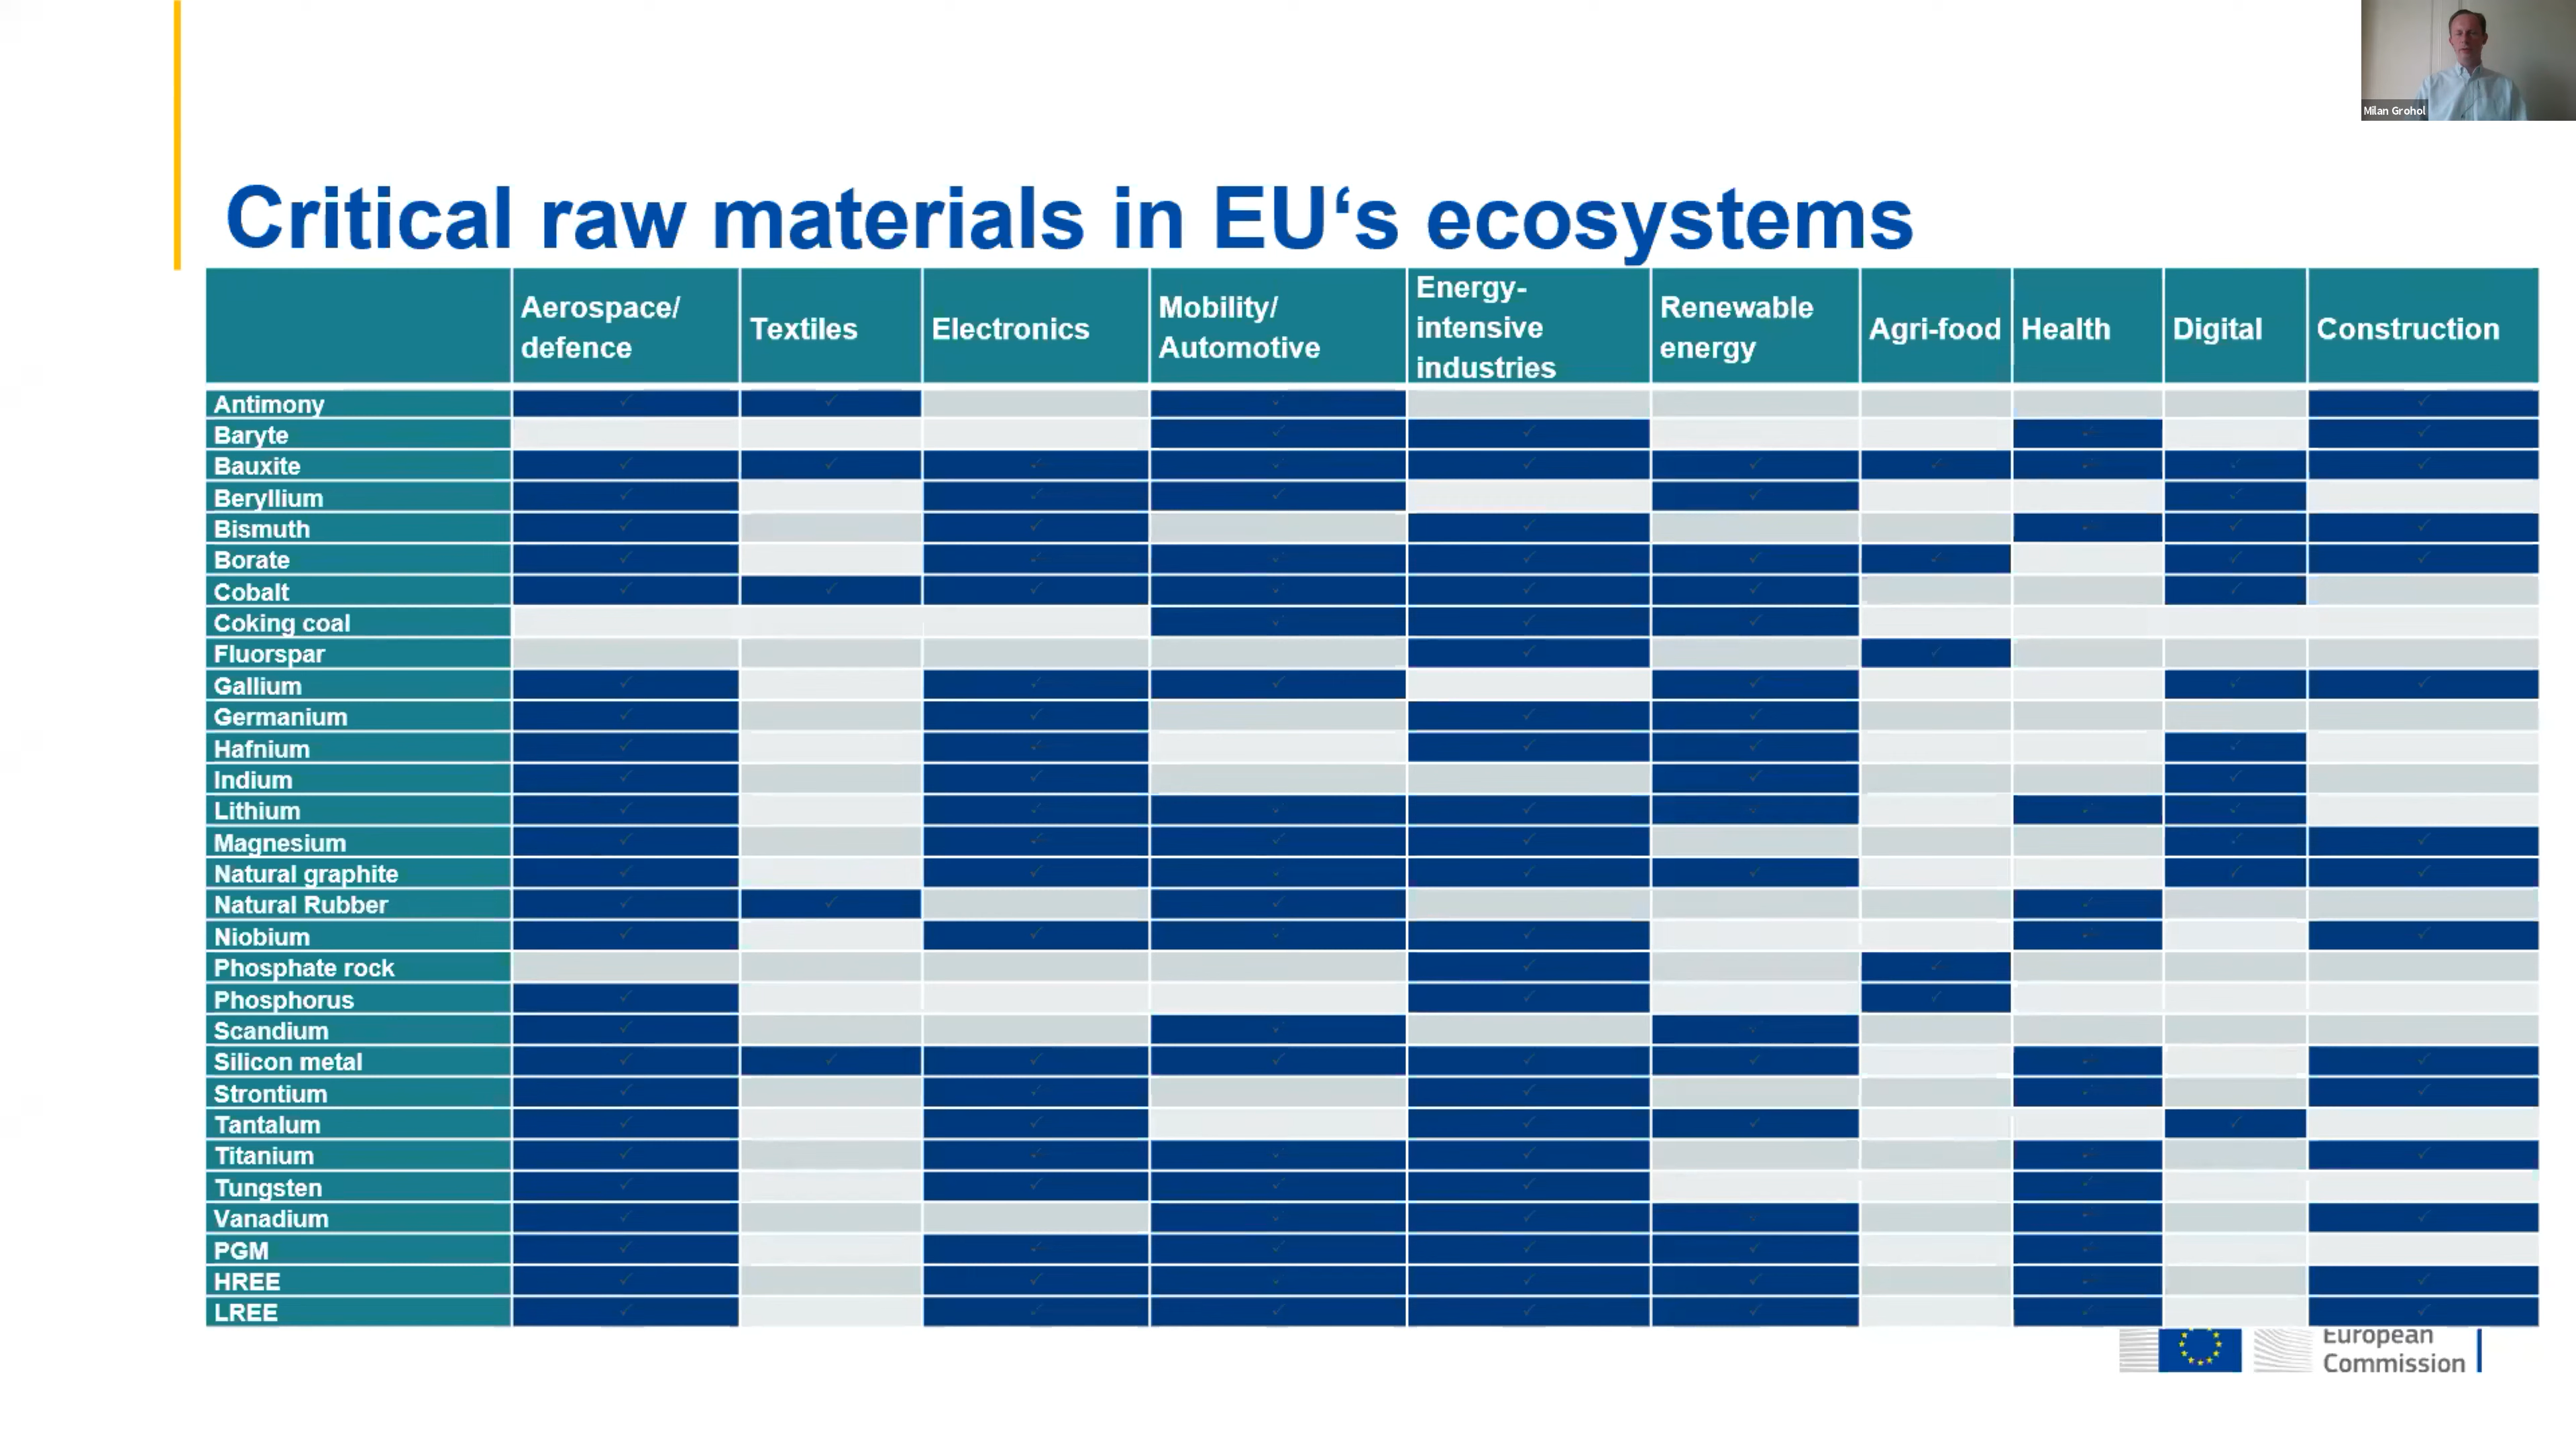 Milan Grohol
Critical raw materials in EU‘s ecosystems
Aerospace/
defence
Textiles
Electronics
Mobility/
Automotive
Energy-
intensive
industries
Renewable
energy
Agri-food
Health
Digital
Construction
Antimony ✓ ✓ ✓ ✓
Baryte ✓ ✓ ✓ ✓
Bauxite ✓ ✓ ✓ ✓ ✓ ✓ ✓ ✓ ✓ ✓
Beryllium ✓ ✓ ✓ ✓ ✓
Bismuth ✓ ✓ ✓ ✓ ✓ ✓
Borate ✓ ✓ ✓ ✓ ✓ ✓ ✓ ✓
Cobalt ✓ ✓ ✓ ✓ ✓ ✓ ✓
Coking coal ✓ ✓ ✓
Fluorspar ✓ ✓
Gallium ✓ ✓ ✓ ✓ ✓ ✓
Germanium ✓ ✓ ✓ ✓
Hafnium ✓ ✓ ✓ ✓ ✓
Indium ✓ ✓ ✓ ✓
Lithium ✓ ✓ ✓ ✓ ✓ ✓ ✓
Magnesium ✓ ✓ ✓ ✓ ✓ ✓
Natural graphite ✓ ✓ ✓ ✓ ✓ ✓ ✓
Natural Rubber ✓ ✓ ✓ ✓
Niobium ✓ ✓ ✓ ✓ ✓ ✓
Phosphate rock ✓ ✓
Phosphorus ✓ ✓ ✓
Scandium ✓ ✓ ✓
Silicon metal ✓ ✓ ✓ ✓ ✓ ✓ ✓ ✓
Strontium ✓ ✓ ✓ ✓ ✓
Tantalum ✓ ✓ ✓ ✓ ✓
Titanium ✓ ✓ ✓ ✓ ✓ ✓
Tungsten ✓ ✓ ✓ ✓ ✓
Vanadium ✓ ✓ ✓ ✓ ✓ ✓
PGM ✓ ✓ ✓ ✓ ✓ ✓
HREE ✓ ✓ ✓ ✓ ✓ ✓ ✓
LREE ✓ ✓ ✓ ✓ ✓ ✓ ✓
European
Commission